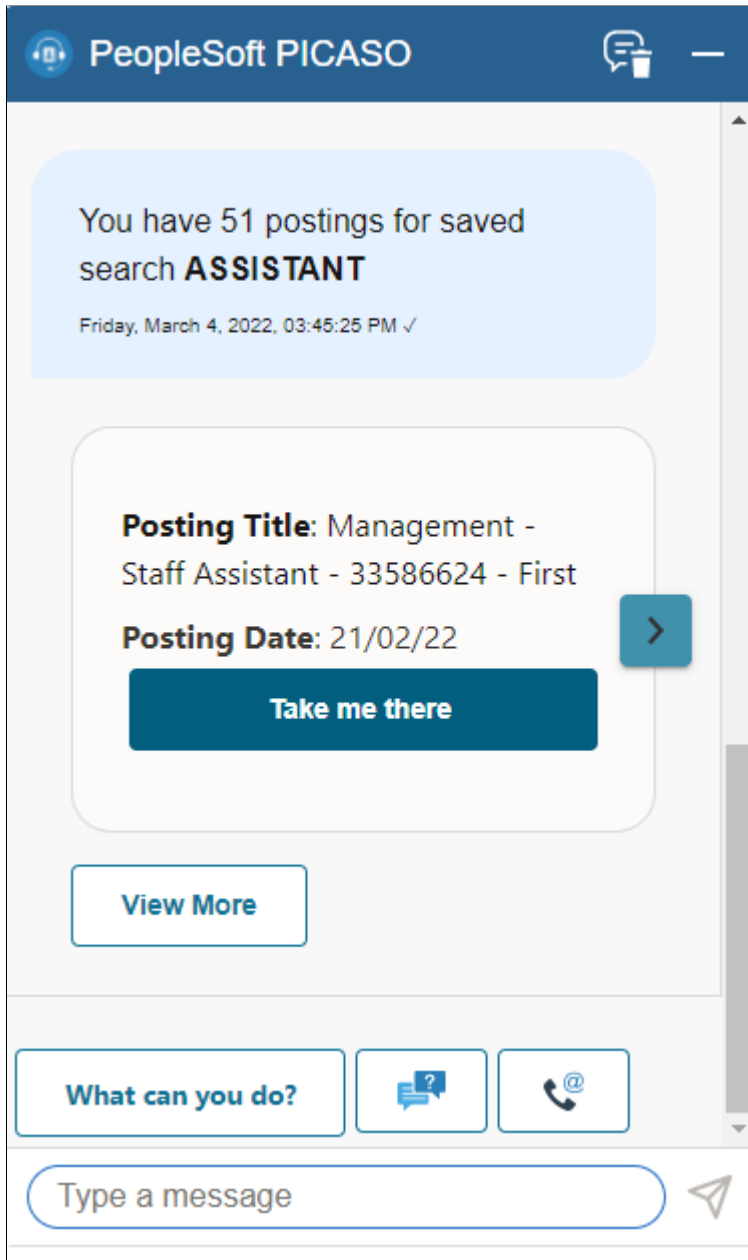 PeopleSoft PICASO
You have 51 postings for saved
search ASSISTANT
Friday, March 4, 2022, 03:45:25 PM ✓
Posting Title: Management -
Staff Assistant - 33586624 - First
Posting Date: 21/02/22
Take me there
View More
What can you do?
?
@
Type a message